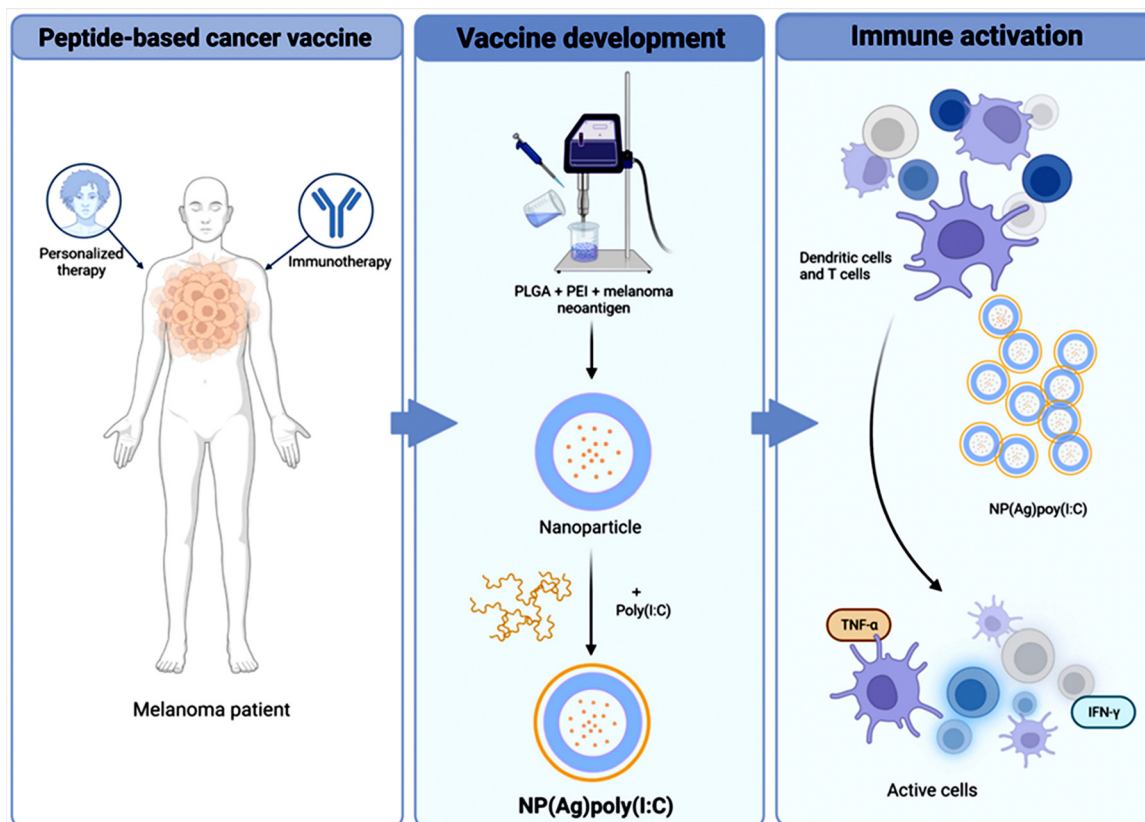 Peptide-based cancer vaccine
Personalized
therapy
Immunotherapy
Melanoma patient
Vaccine development
PLGA + PEI + melanoma
neoantigen
Nanoparticle
+
Poly(I:C)
NP(Ag)poly(I:C)
Immune activation
Dendritic cells
and T cells
NP(Ag)poy(I:C)
TNF-α
IFN-γ
Active cells